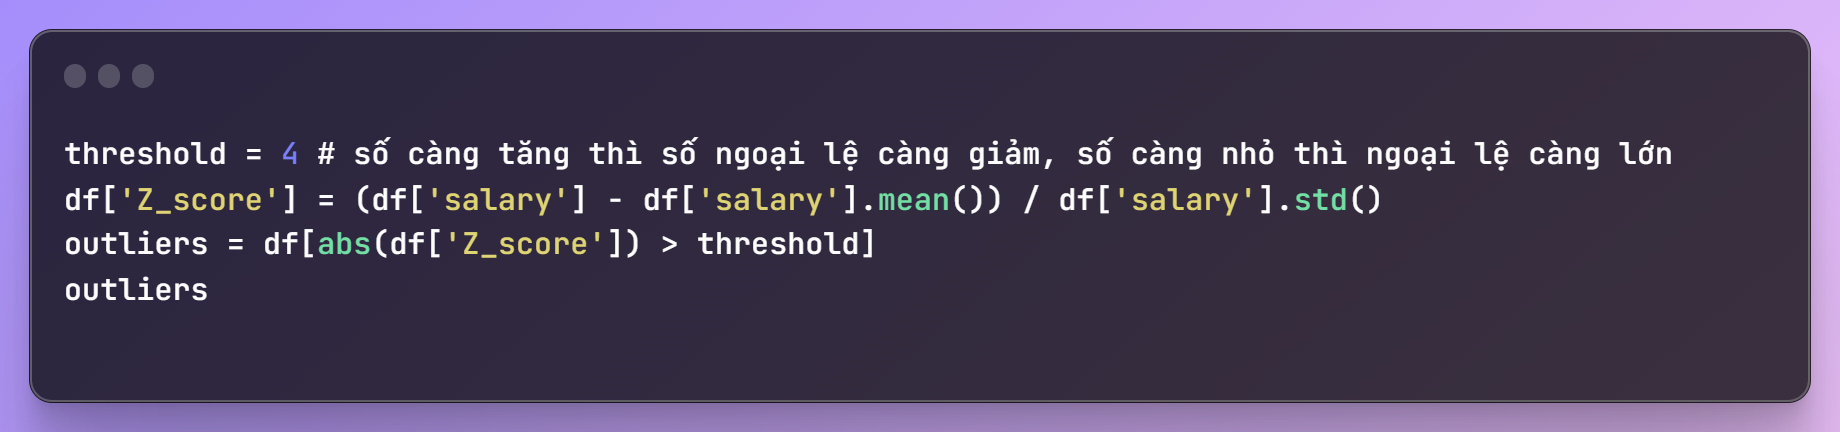 threshold = 4 # số càng tăng thì số ngoại lệ càng giảm, số càng nhỏ thì ngoại lệ càng lớn
df['Z_score'] = (df['salary'] - df['salary'].mean()) / df['salary'].std()
outliers = df[abs(df['Z_score']) > threshold]
outliers